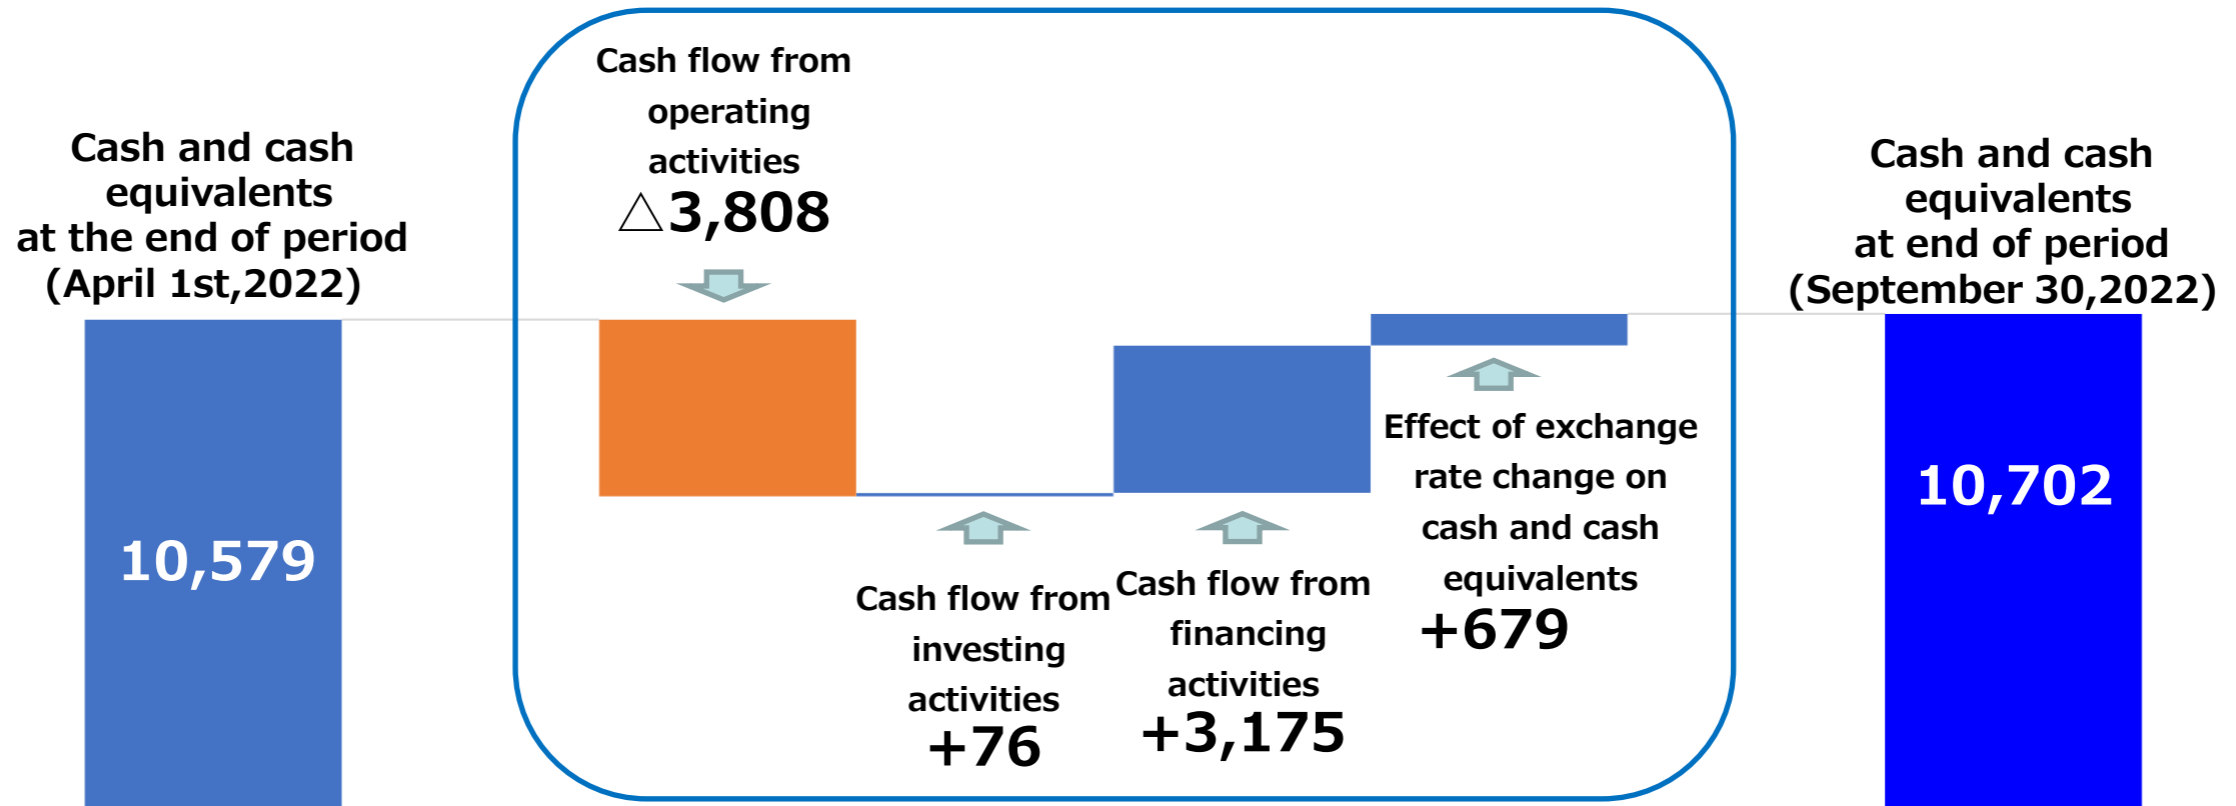 Cash and cash
equivalents
at the end of period
(April 1st,2022)
10,579
Cash flow from
operating
activities
△3,808
Cash flow from
investing
activities
+76
Cash flow from
financing
activities
+3,175
Effect of exchange
rate change on
cash and cash
equivalents
+679
Cash and cash
equivalents
at end of period
(September 30,2022)
10,702